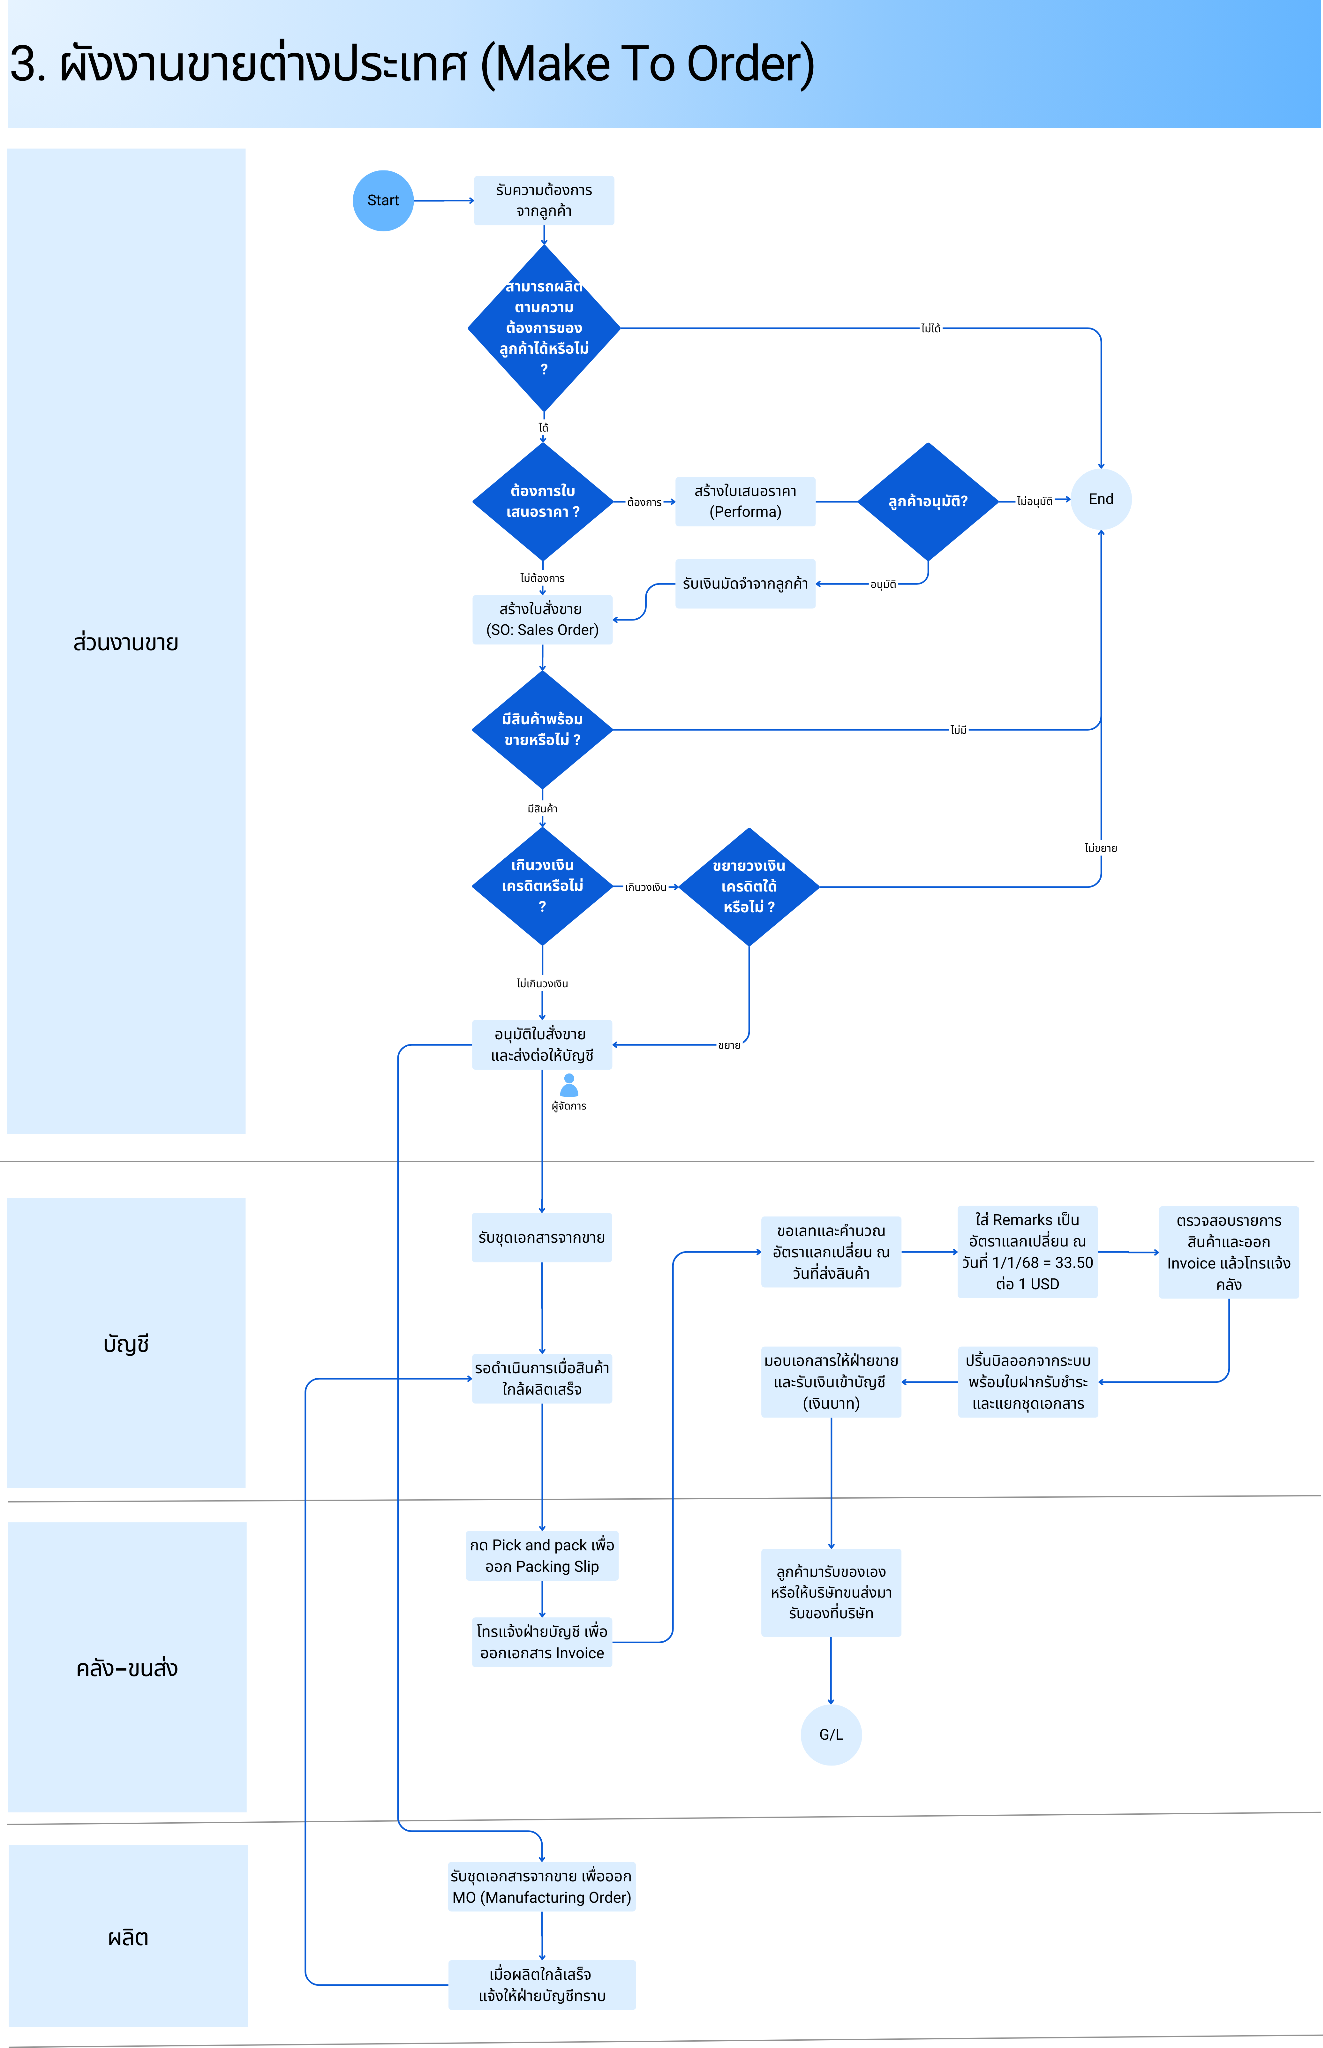 3. ผังงานขายต่างประเทศ (Make To Order)
ส่วนงานขาย
Start
รับความต้องการ
จากลูกค้า
สามารถผลิต
ตามความ
ต้องการของ
ลูกค้าได้หรือไม่
?
ไม่ได้
ได้
ต้องการใบ
เสนอราคา ?
ต้องการ
สร้างใบเสนอราคา
(Performa)
ลูกค้าอนุมัติ?
ไม่อนุมัติ
End
ไม่ต้องการ
รับเงินมัดจำจากลูกค้า
อนุมัติ
สร้างใบสั่งขาย
(SO: Sales Order)
มีสินค้าพร้อม
ขายหรือไม่ ?
ไม่มี
มีสินค้า
เกินวงเงิน
เครดิตหรือไม่
?
เกินวงเงิน
ขยายวงเงิน
เครดิตใด้
หรือไม่ ?
ไม่ขยาย
ไม่เกินวงเงิน
อนุมัติใบสั่งขาย
และส่งต่อให้บัญชี
ขยาย
ผู้จัดการ
บัญชี
รับชุดเอกสารจากขาย
ขอเลทและคำนวณ
อัตราแลกเปลี่ยน ณ
วันที่ส่งสินค้า
ใส่ Remarks เป็น
อัตราแลกเปลี่ยน ณ
วันที่ 1/1/68 = 33.50
ต่อ 1 USD
ตรวจสอบรายการ
สินค้าและออก
Invoice แล้วโทรแจ้ง
คลัง
รอดำเนินการเมื่อสินค้า
ใกล้ผลิตเสร็จ
มอบเอกสารให้ฝ่ายขาย
และรับเงินเข้าบัญชี
(เงินบาท)
ปริ้นบิลออกจากระบบ
พร้อมใบฝากรับชำระ
และแยกชุดเอกสาร
คลัง-ขนส่ง
กด Pick and pack เพื่อ
ออก Packing Slip
โทรแจ้งฝ่ายบัญชี เพื่อ
ออกเอกสาร Invoice
ลูกค้ามารับของเอง
หรือให้บริษัทขนส่งมา
รับของที่บริษัท
G/L
ผลิต
รับชุดเอกสารจากขาย เพื่อออก
MO (Manufacturing Order)
เมื่อผลิตใกล้เสร็จ
แจ้งให้ฝ่ายบัญชีทราบ